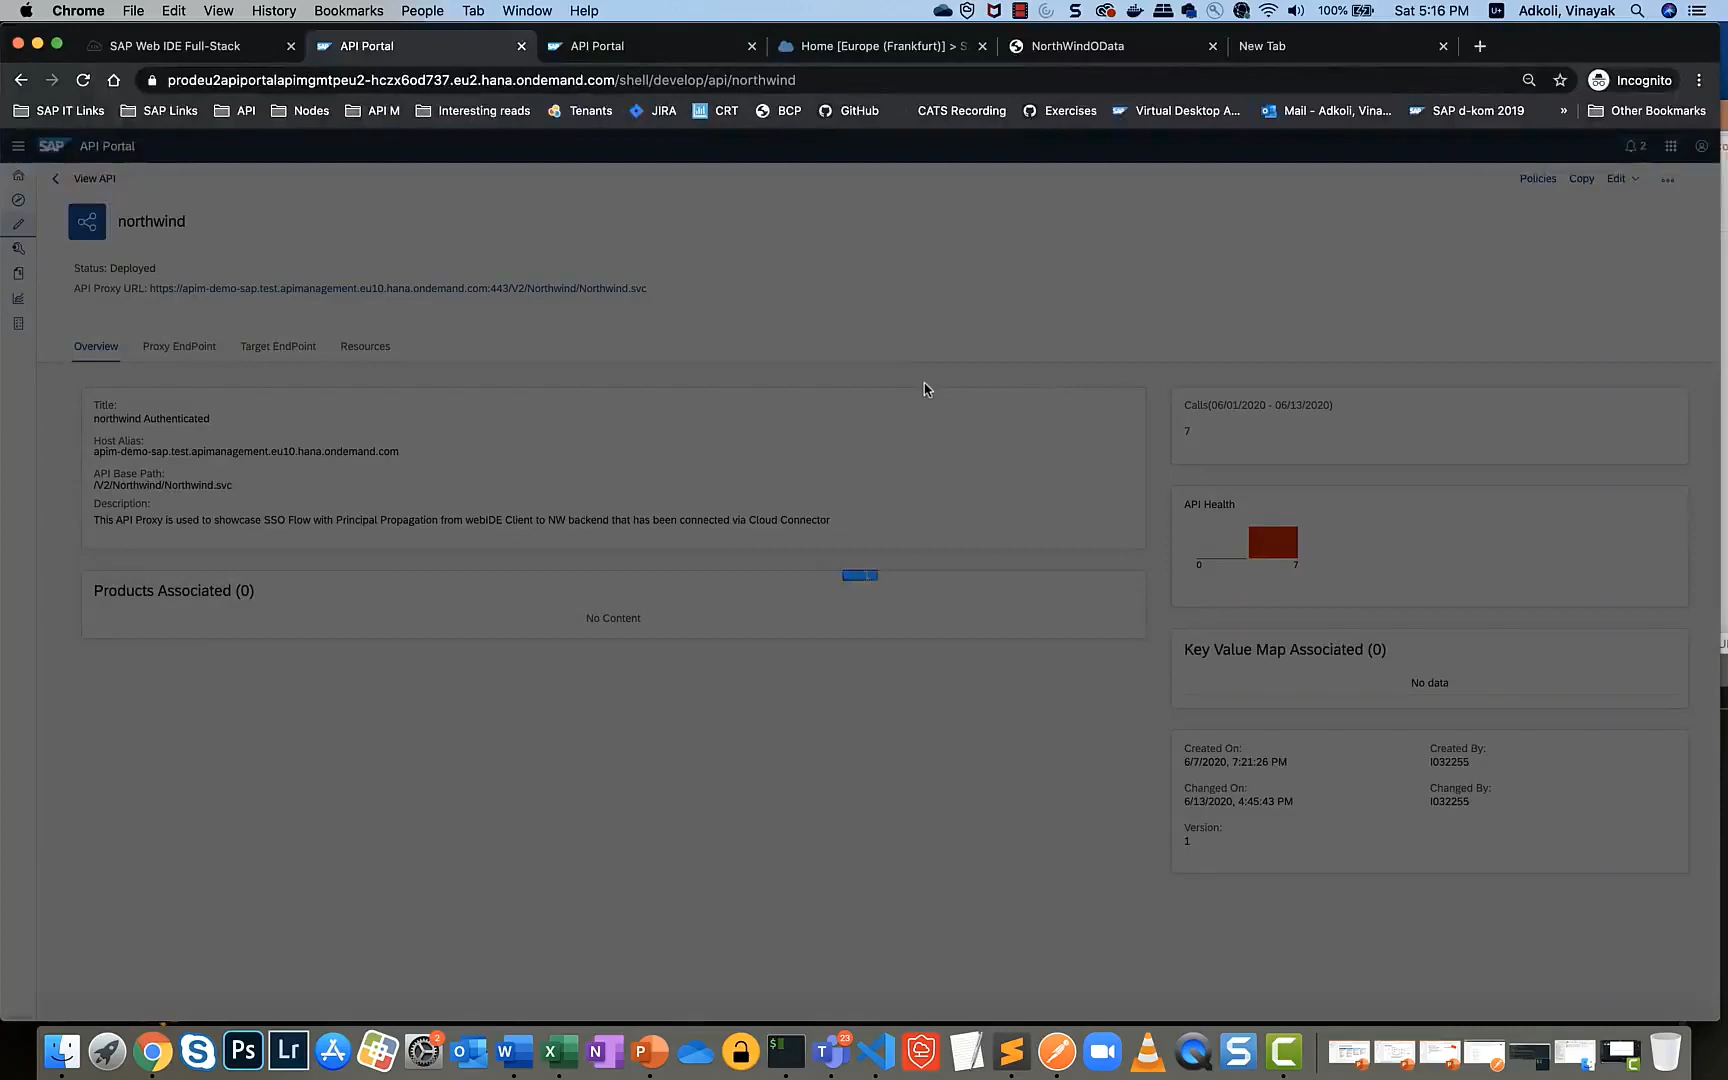 Chrome File Edit View History Bookmarks People Tab Window Help 100% Sat 5:16 PM Adkoli, Vinayak
SAP Web IDE Full-Stack API Portal API Portal Home [Europe (Frankfurt)] > S NorthWindOData New Tab
prodeu2apiportalapimgmtpeu2-hczx6od737.eu2.hana.ondemand.com/shell/develop/api/northwind Incognito
SAP IT Links SAP Links API Nodes API M Interesting reads Tenants JIRA CRT BCP GitHub CATS Recording Exercises Virtual Desktop A... Mail - Adkoli, Vina... SAP d-kom 2019 » Other Bookmarks
SAP API Portal 2
View API Policies Copy Edit
northwind
Status: Deployed
API Proxy URL: https://apim-demo-sap.test.apimanagement.eu10.hana.ondemand.com:443/V2/Northwind/Northwind.svc
Overview Proxy EndPoint Target EndPoint Resources
Title:
northwind Authenticated
Host Alias:
apim-demo-sap.test.apimanagement.eu10.hana.ondemand.com
API Base Path:
/V2/Northwind/Northwind.svc
Description:
This API Proxy is used to showcase SSO Flow with Principal Propagation from webIDE Client to NW backend that has been connected via Cloud Connector
Products Associated (0)
No Content
Calls(06/01/2020 - 06/13/2020)
7
API Health
0 7
Key Value Map Associated (0)
No data
Created On: Created By:
6/7/2020, 7:21:26 PM I032255
Changed On: Changed By:
6/13/2020, 4:45:43 PM I032255
Version:
1
Ps Lr 2 O W X N P $ T 23 S C